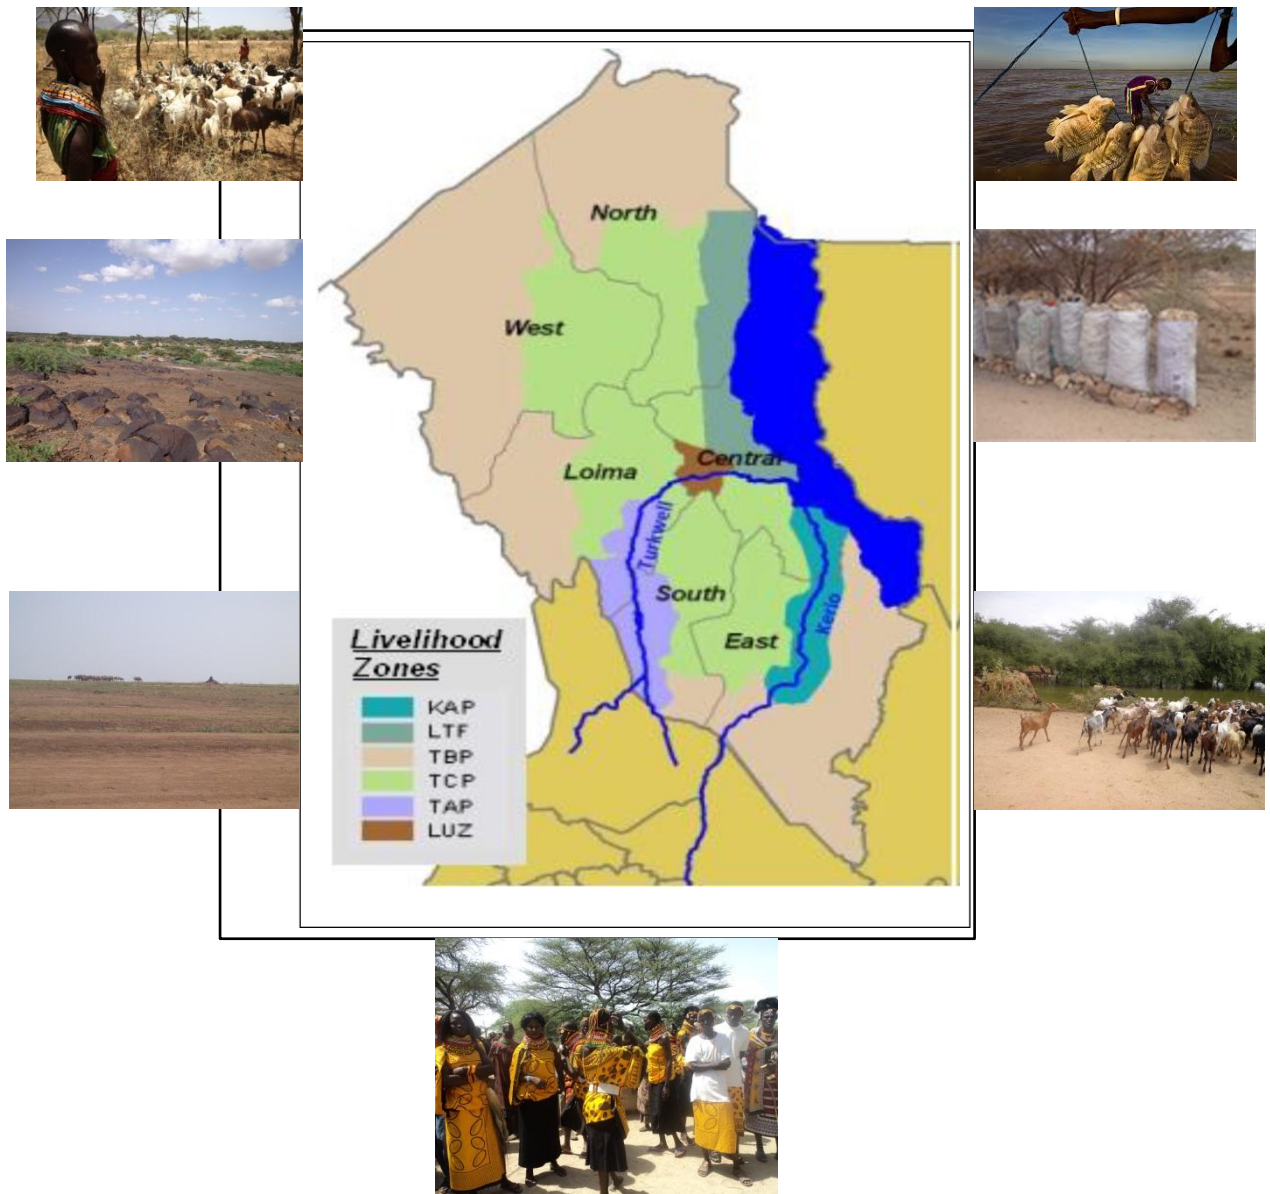 North
West
Central
Loima
Turkwell
South
Kerio
East
Livelihood
Zones
KAP
LTF
TBP
TCP
TAP
LUZ